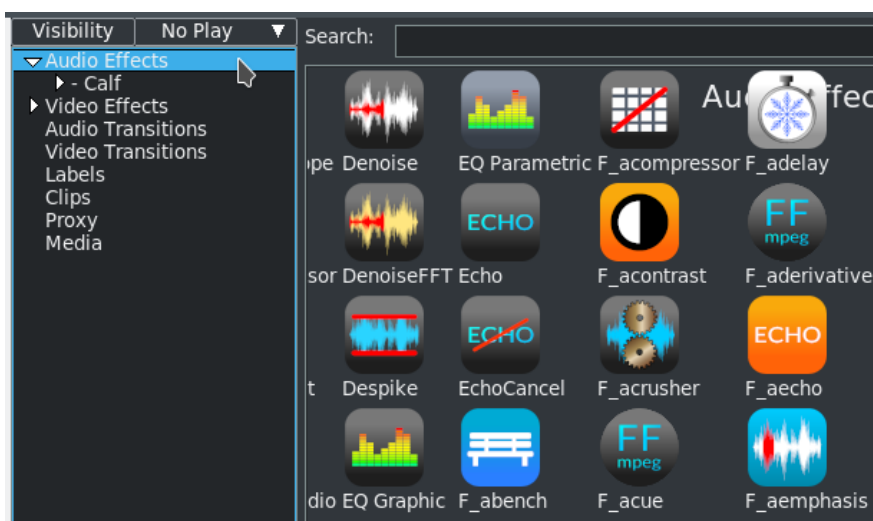 Visibility No Play
Search:
Audio Effects
- Calf
Video Effects
Audio Transitions
Video Transitions
Labels
Clips
Proxy
Media
Denoise EQ Parametric F_acompressor F_adelay
ECHO FF mpeg
DenoiseFFT Echo F_acontrast F_aderivative
ECHO ECHO
Despike EchoCancel F_acrusher F_aecho
FF mpeg
EQ Graphic F_abench F_acue F_aemphasis